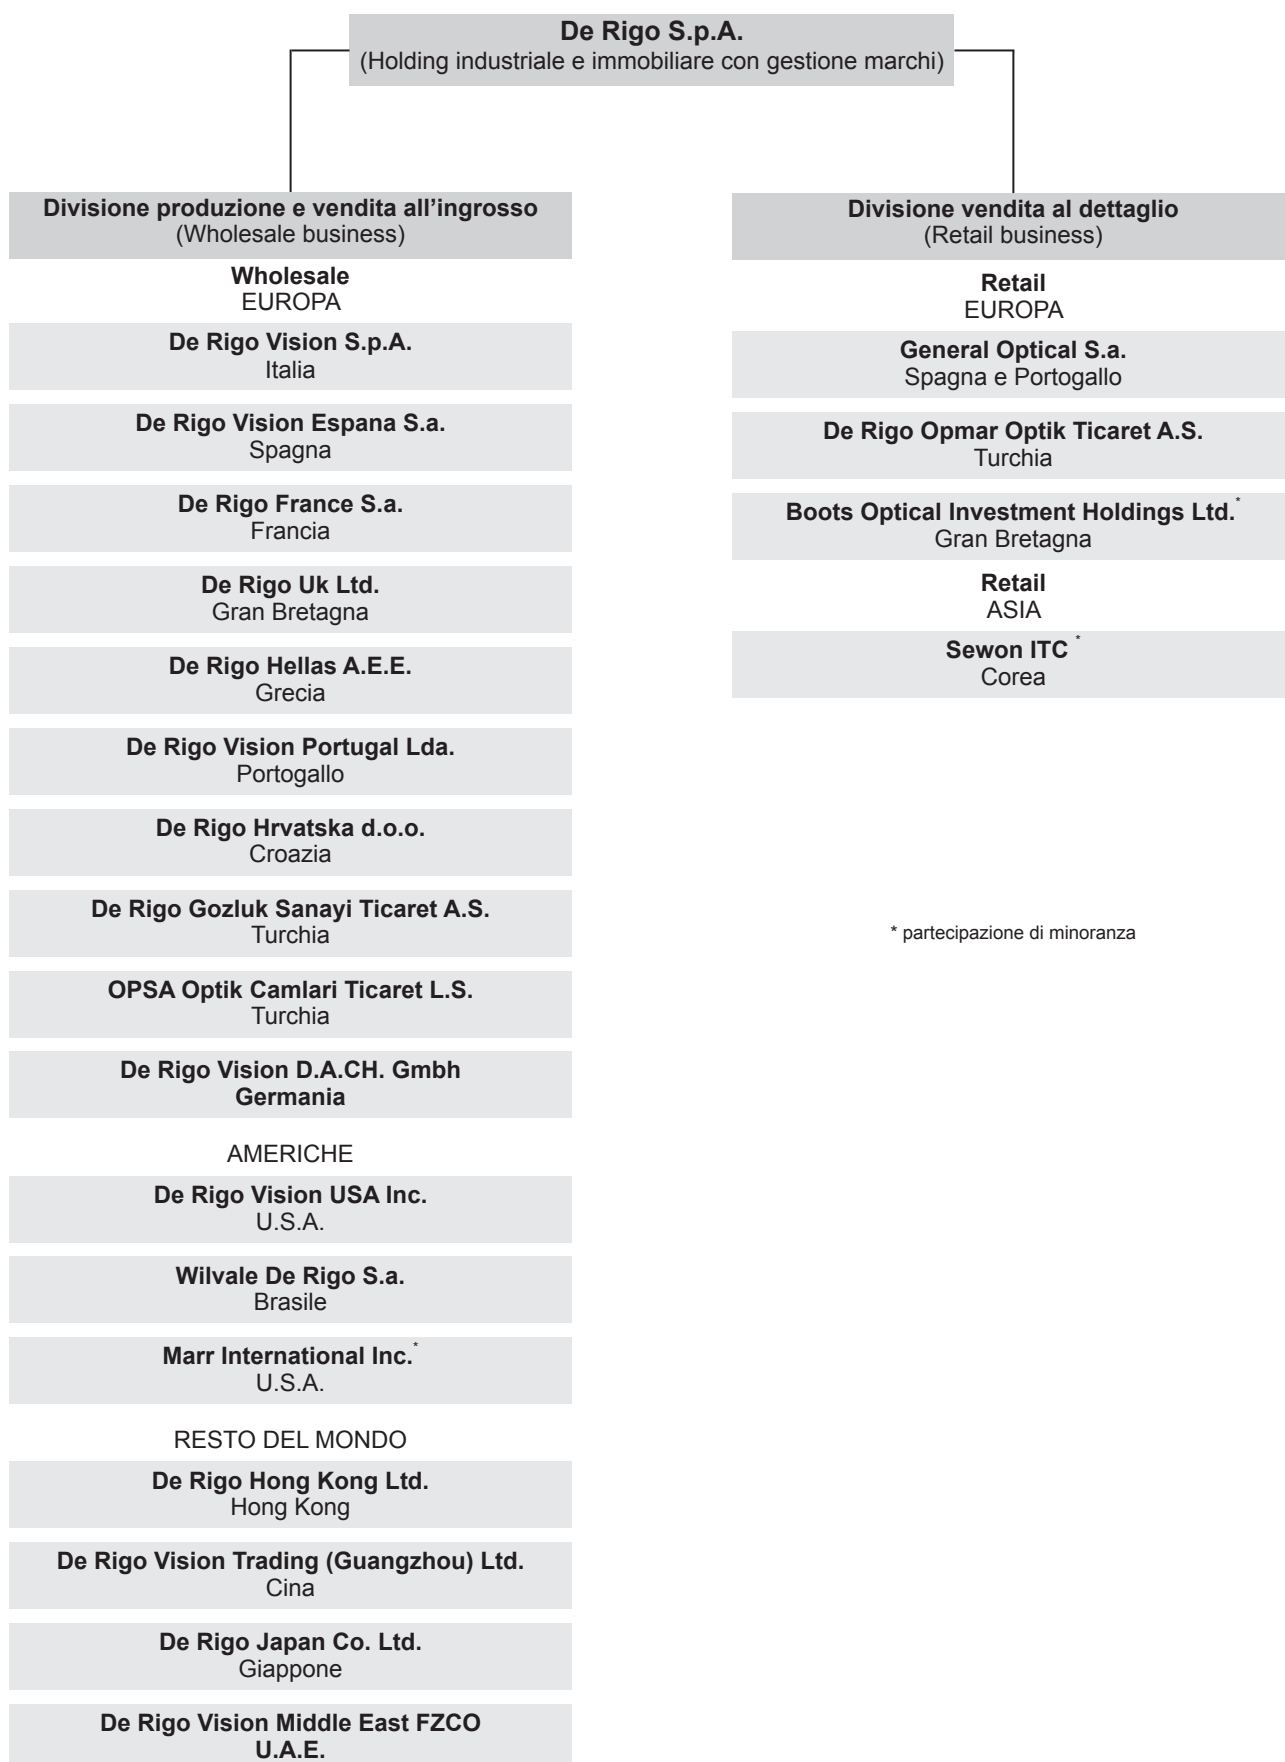 De Rigo S.p.A.
(Holding industriale e immobiliare con gestione marchi)
Divisione produzione e vendita all’ingrosso
(Wholesale business)
Wholesale
EUROPA
De Rigo Vision S.p.A.
Italia
De Rigo Vision Espana S.a.
Spagna
De Rigo France S.a.
Francia
De Rigo Uk Ltd.
Gran Bretagna
De Rigo Hellas A.E.E.
Grecia
De Rigo Vision Portugal Lda.
Portogallo
De Rigo Hrvatska d.o.o.
Croazia
De Rigo Gozluk Sanayi Ticaret A.S.
Turchia
OPSA Optik Camlari Ticaret L.S.
Turchia
De Rigo Vision D.A.CH. Gmbh
Germania
AMERICHE
De Rigo Vision USA Inc.
U.S.A.
Wilvale De Rigo S.a.
Brasile
Marr International Inc.*
U.S.A.
RESTO DEL MONDO
De Rigo Hong Kong Ltd.
Hong Kong
De Rigo Vision Trading (Guangzhou) Ltd.
Cina
De Rigo Japan Co. Ltd.
Giappone
De Rigo Vision Middle East FZCO
U.A.E.
Divisione vendita al dettaglio
(Retail business)
Retail
EUROPA
General Optical S.a.
Spagna e Portogallo
De Rigo Opmar Optik Ticaret A.S.
Turchia
Boots Optical Investment Holdings Ltd.*
Gran Bretagna
Retail
ASIA
Sewon ITC *
Corea
* partecipazione di minoranza